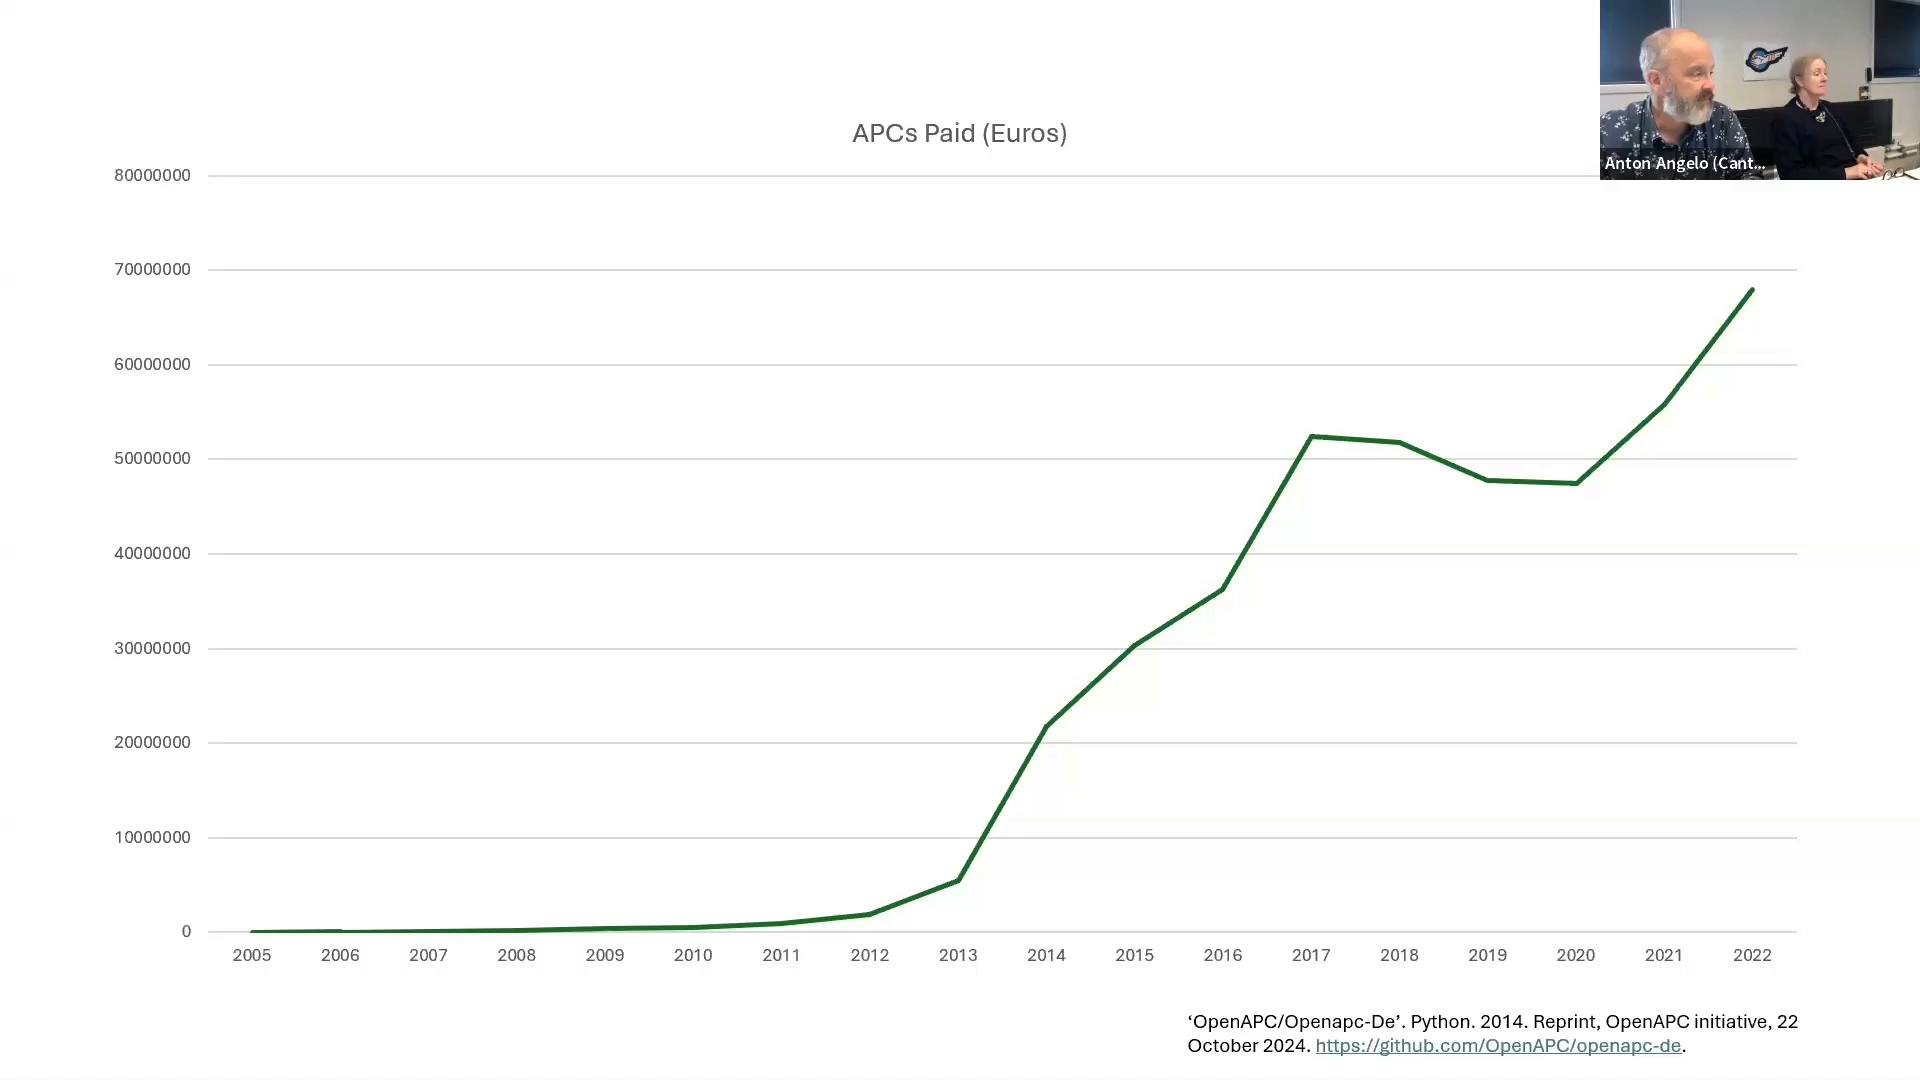 APCs Paid (Euros)
Anton Angelo (Cant...
80000000
70000000
60000000
50000000
40000000
30000000
20000000
10000000
0
2005 2006 2007 2008 2009 2010 2011 2012 2013 2014 2015 2016 2017 2018 2019 2020 2021 2022
‘OpenAPC/Openapc-De’. Python. 2014. Reprint, OpenAPC initiative, 22
October 2024. https://github.com/OpenAPC/openapc-de.